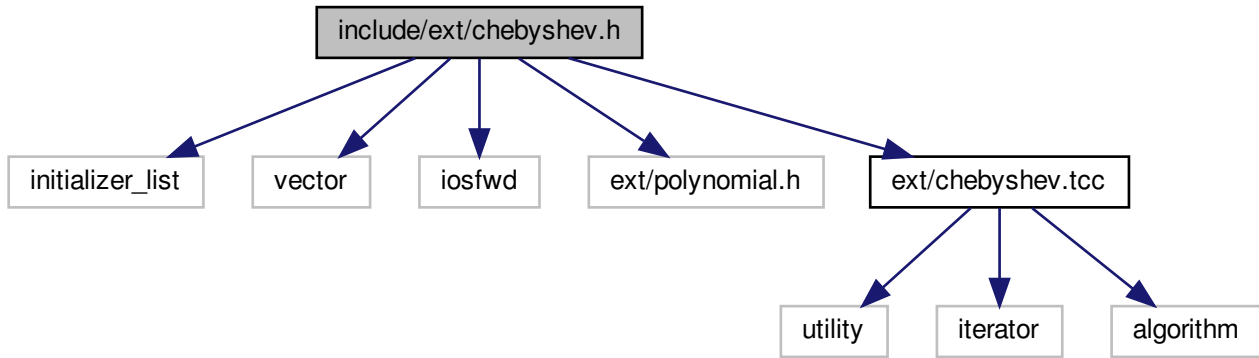 include/ext/chebyshev.h
initializer_list
vector
iosfwd
ext/polynomial.h
ext/chebyshev.tcc
utility
iterator
algorithm